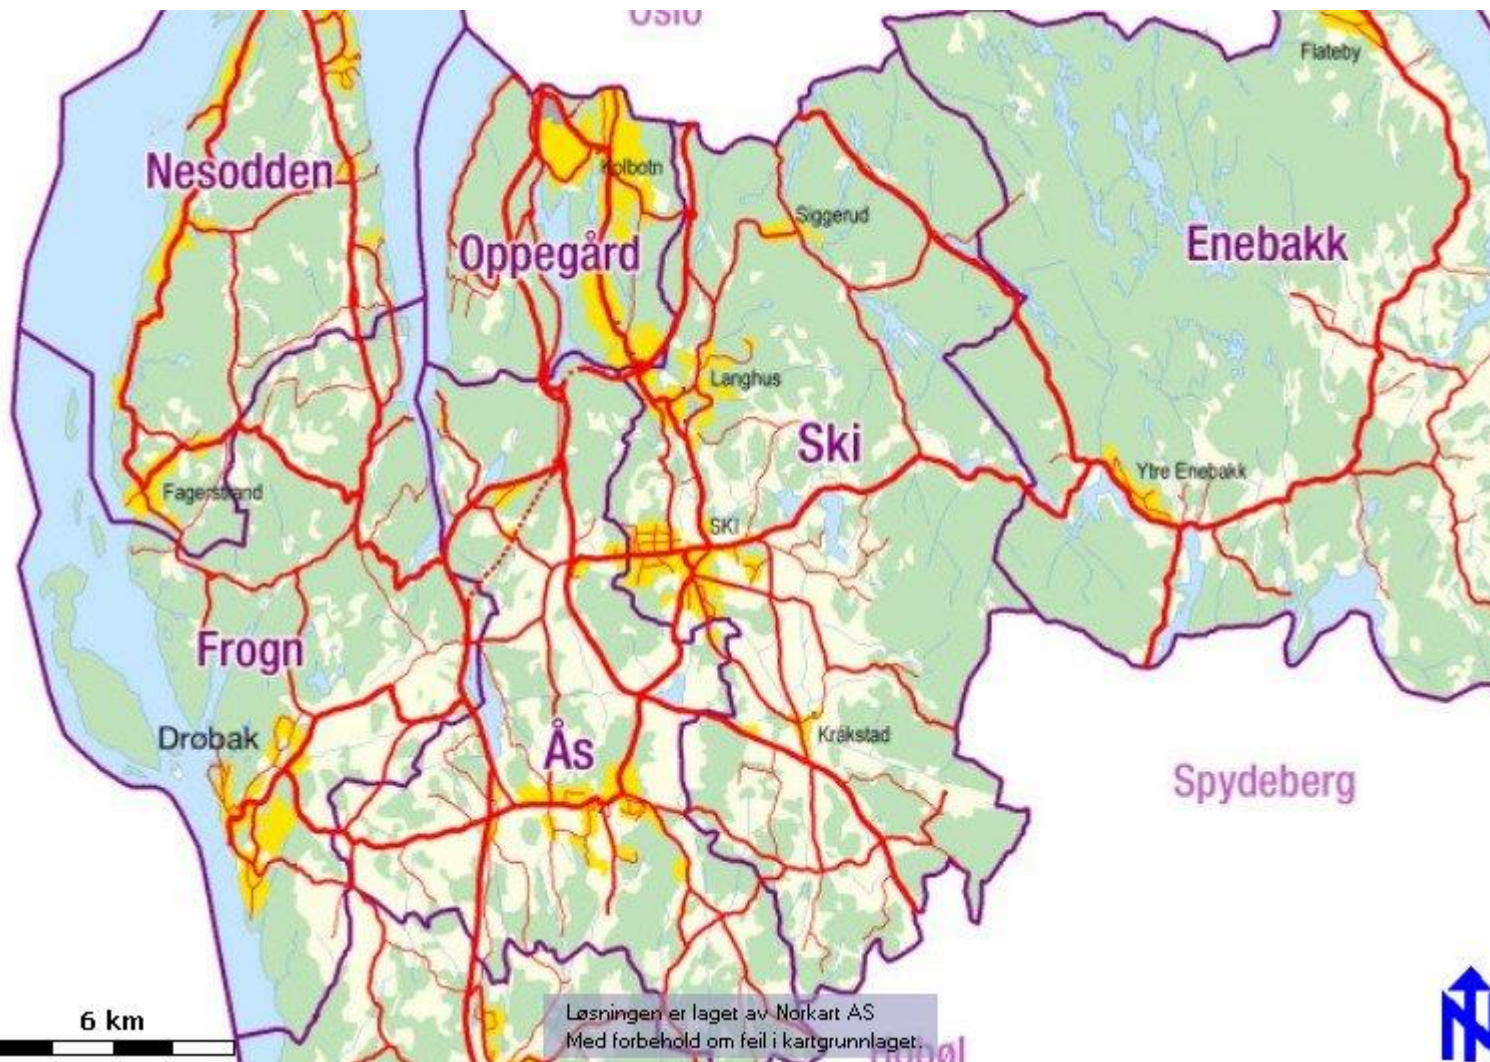 Oslo
Flateby
Nesodden
Kolbotn
Siggerud
Oppegård
Enebakk
Langhus
Ski
Ytre Enebakk
Fagerstrand
SKI
Frogn
Drøbak
Ås
Kråkstad
Spydeberg
6 km
Løsningen er laget av Norkart AS
Med forbehold om feil i kartgrunnlaget.
Hobøl
N